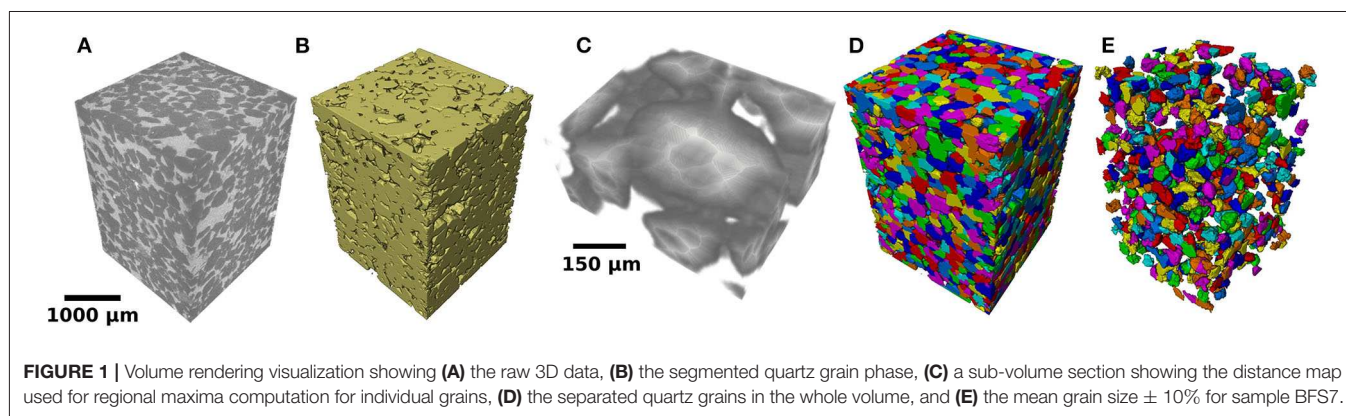 A B C D E
1000 μm
150 μm
FIGURE 1 | Volume rendering visualization showing (A) the raw 3D data, (B) the segmented quartz grain phase, (C) a sub-volume section showing the distance map
used for regional maxima computation for individual grains, (D) the separated quartz grains in the whole volume, and (E) the mean grain size ± 10% for sample BFS7.